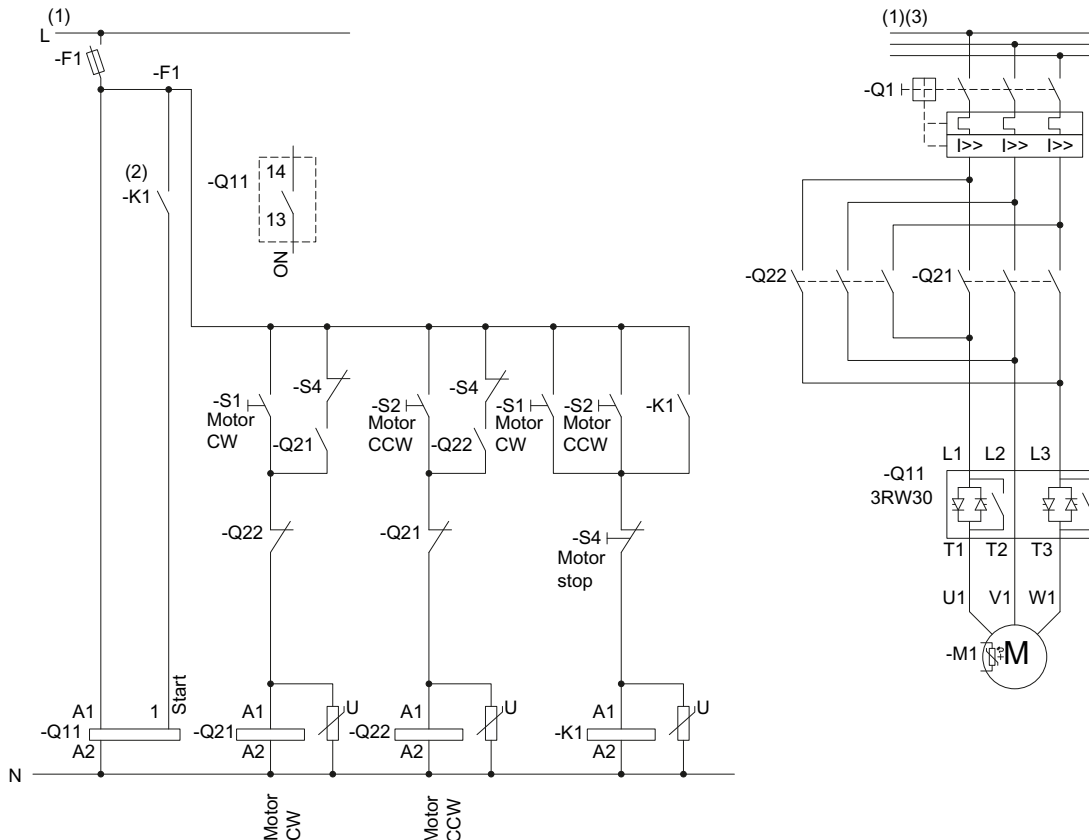 (1)
L
-F1
-F1
(2)
-K1
-Q11
14
13
ON
-S1
Motor
CW
-S4
-Q21
-S2
Motor
CCW
-S4
-Q22
-S1
Motor
CW
-S2
Motor
CCW
-K1
-Q22
-Q21
-S4
Motor
stop
A1
1
Start
-Q11
A2
A1
U
-Q21
A2
A1
U
-Q22
A2
A1
U
-K1
A2
N
Motor
CW
Motor
CCW
(1)(3)
-Q1
I>> I>> I>>
-Q22
-Q21
L1 L2 L3
-Q11
3RW30
T1 T2 T3
U1 V1 W1
-M1
+ϑ
M